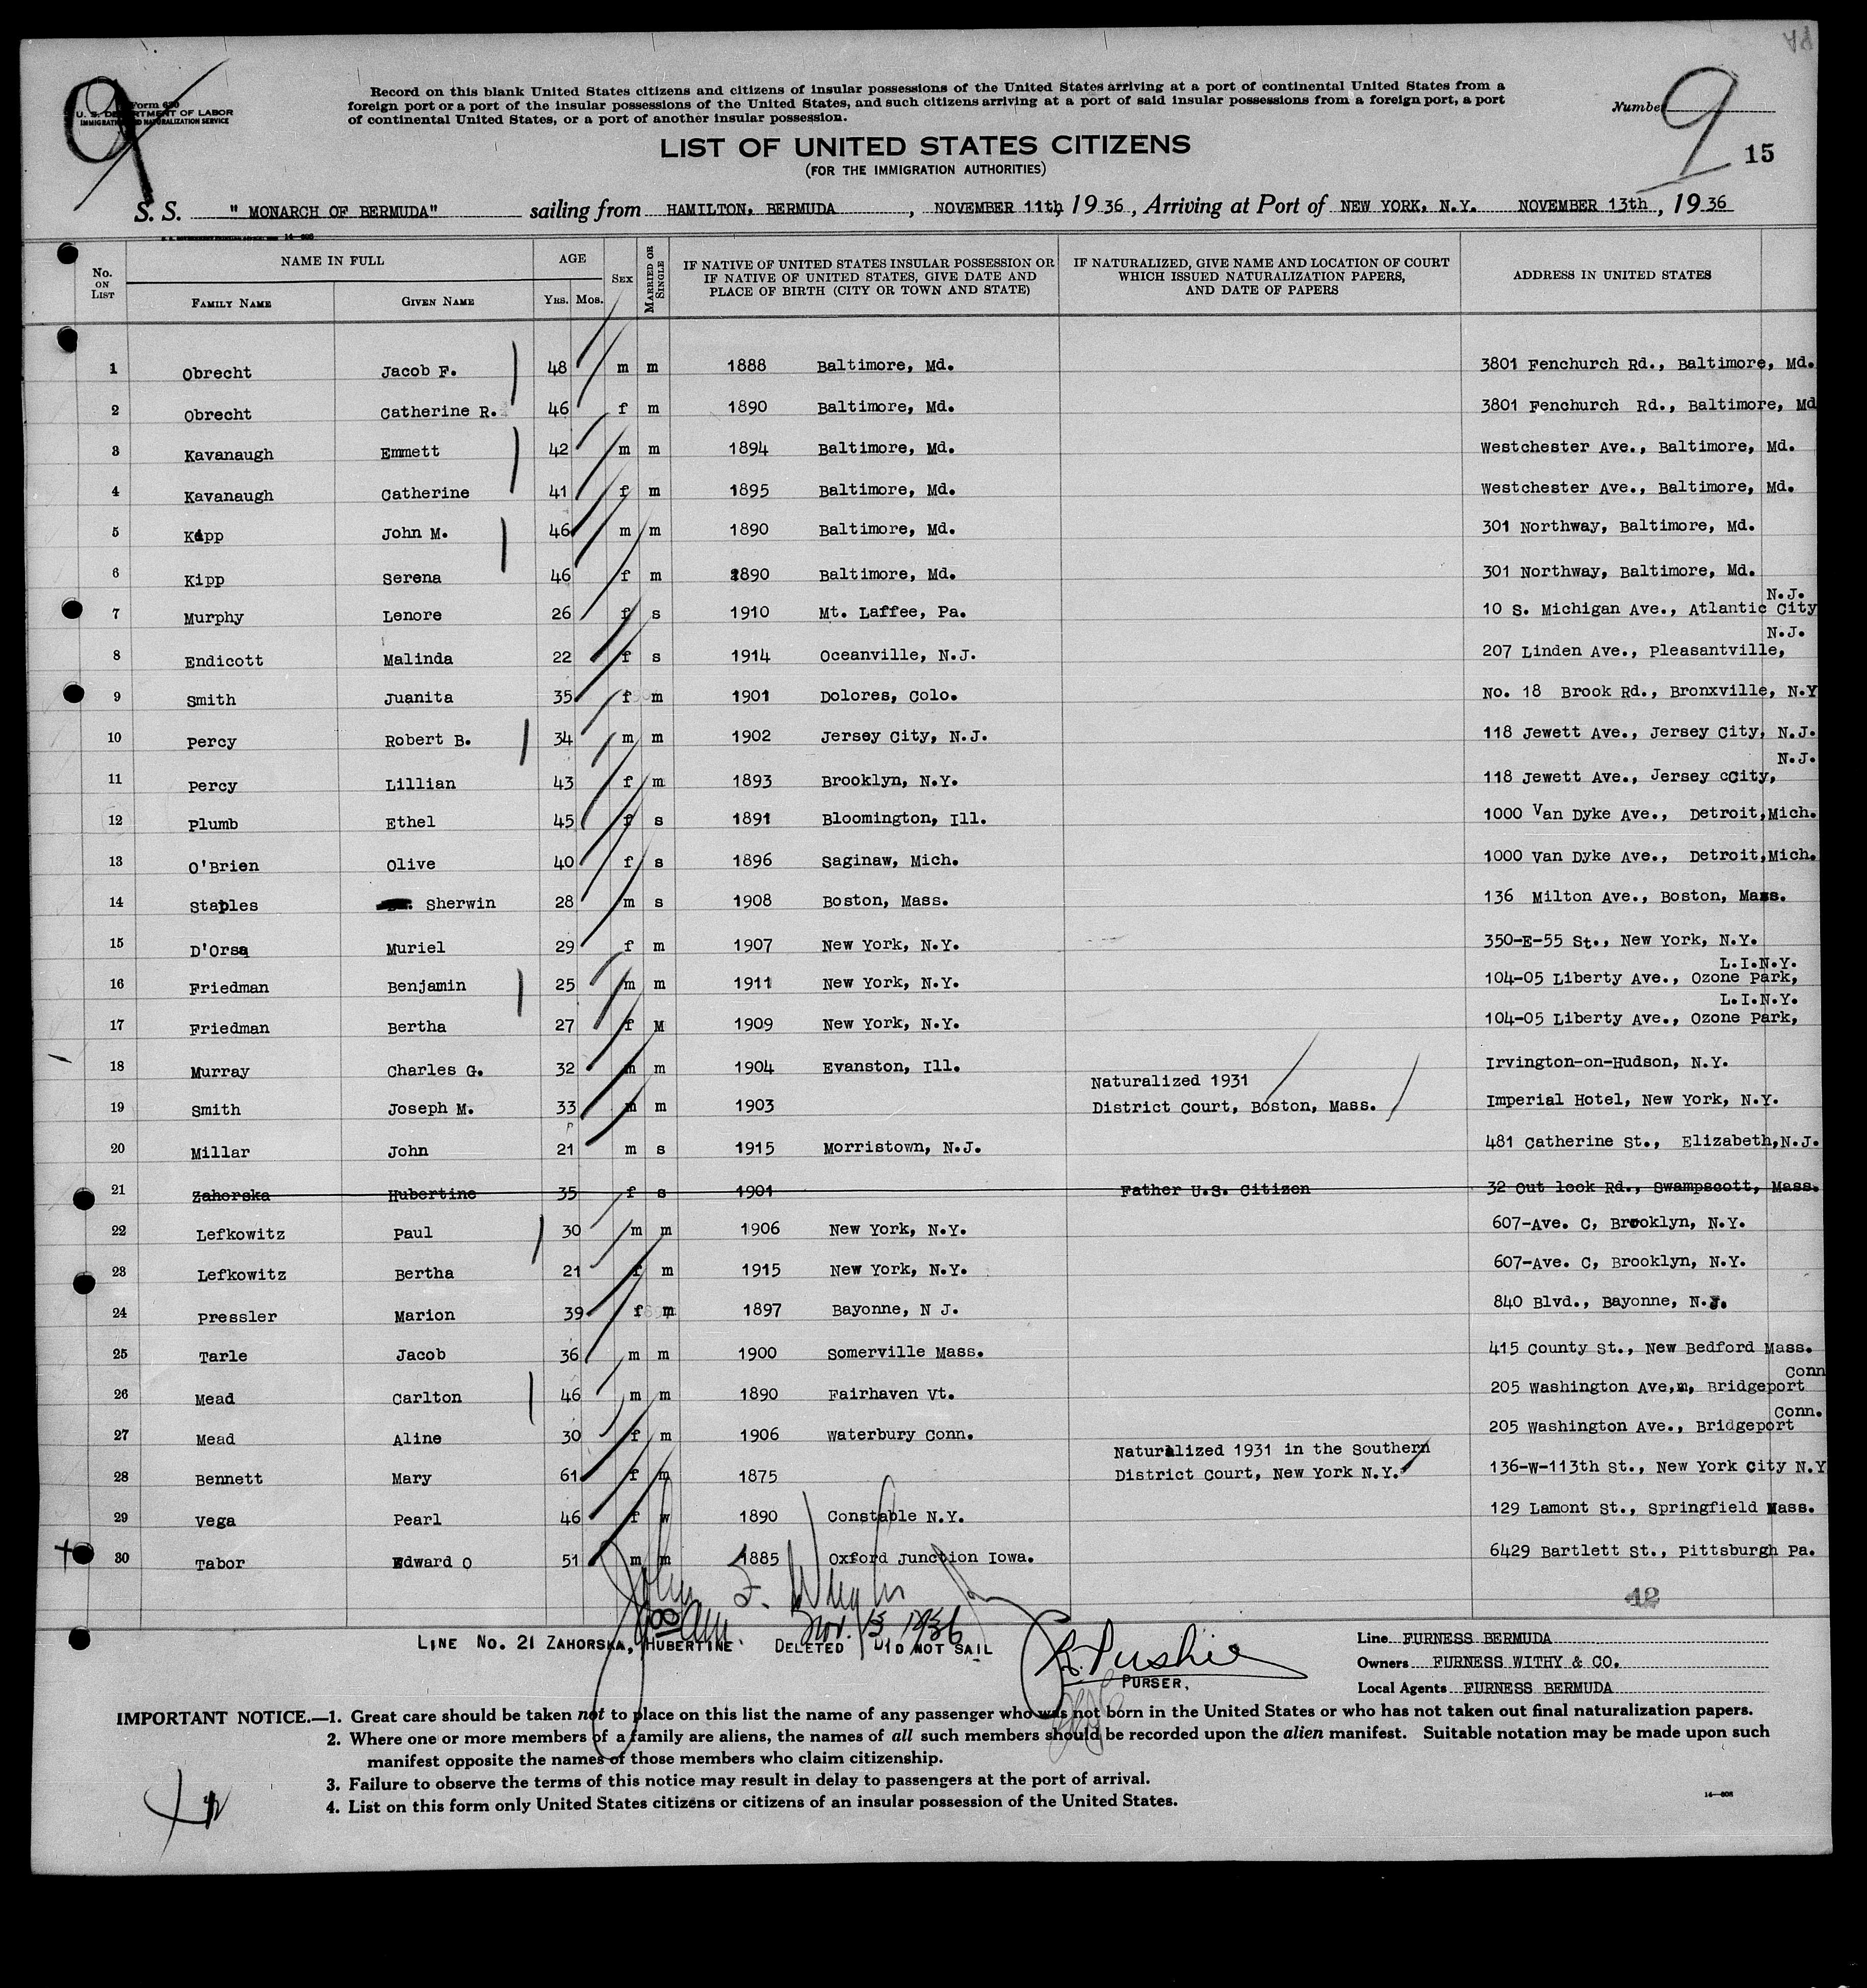 9
Form 630
U. S. DEPARTMENT OF LABOR
IMMIGRATION AND NATURALIZATION SERVICE
Record on this blank United States citizens and citizens of insular possessions of the United States arriving at a port of continental United States from a
foreign port or a port of the insular possessions of the United States, and such citizens arriving at a port of said insular possessions from a foreign port, a port
of continental United States, or a port of another insular possession.
Number 9
15
LIST OF UNITED STATES CITIZENS
(FOR THE IMMIGRATION AUTHORITIES)
S. S. " MONARCH OF BERMUDA" sailing from HAMILTON, BERMUDA , NOVEMBER 11th, 19 36 , Arriving at Port of NEW YORK, N.Y. NOVEMBER 13th , 19 36
No. ON LIST NAME IN FULL FAMILY NAME GIVEN NAME AGE YRS. MOS. SEX MARRIED OR SINGLE IF NATIVE OF UNITED STATES INSULAR POSSESSION OR IF NATIVE OF UNITED STATES, GIVE DATE AND PLACE OF BIRTH (CITY OR TOWN AND STATE) IF NATURALIZED, GIVE NAME AND LOCATION OF COURT WHICH ISSUED NATURALIZATION PAPERS, AND DATE OF PAPERS ADDRESS IN UNITED STATES
1 Obrecht Jacob F. 48 m m 1888 Baltimore, Md. 3801 Fenchurch Rd., Baltimore, Md.
2 Obrecht Catherine R. 46 f m 1890 Baltimore, Md. 3801 Fenchurch Rd., Baltimore, Md
3 Kavanaugh Emmett 42 m m 1894 Baltimore, Md. Westchester Ave., Baltimore, Md.
4 Kavanaugh Catherine 41 f m 1895 Baltimore, Md. Westchester Ave., Baltimore, Md.
5 Kipp John M. 46 m m 1890 Baltimore, Md. 301 Northway, Baltimore, Md.
6 Kipp Serena 46 f m 1890 Baltimore, Md. 301 Northway, Baltimore, Md.
7 Murphy Lenore 26 f s 1910 Mt. Laffee, Pa. 10 S. Michigan Ave., Atlantic City N.J.
8 Endicott Malinda 22 f s 1914 Oceanville, N.J. 207 Linden Ave., Pleasantville, N.J.
9 Smith Juanita 35 f m 1901 Dolores, Colo. No. 18 Brook Rd., Bronxville, N.Y
10 Percy Robert B. 34 m m 1902 Jersey City, N.J. 118 Jewett Ave., Jersey City, N.J.
11 Percy Lillian 43 f m 1893 Brooklyn, N.Y. 118 Jewett Ave., Jersey cCity, N.J.
12 Plumb Ethel 45 f s 1891 Bloomington, Ill. 1000 Van Dyke Ave., Detroit, Mich.
13 O'Brien Olive 40 f s 1896 Saginaw, Mich. 1000 Van Dyke Ave., Detroit, Mich.
14 Staples Sherwin 28 m s 1908 Boston, Mass. 136 Milton Ave., Boston, Mass.
15 D'Orsa Muriel 29 f m 1907 New York, N.Y. 350-E-55 St., New York, N.Y.
16 Friedman Benjamin 25 m m 1911 New York, N.Y. 104-05 Liberty Ave., Ozone Park, L.I.N.Y.
17 Friedman Bertha 27 f M 1909 New York, N.Y. 104-05 Liberty Ave., Ozone Park, L.I.N.Y.
18 Murray Charles G. 32 m m 1904 Evanston, Ill. Irvington-on-Hudson, N.Y.
19 Smith Joseph M. 33 m m 1903 Naturalized 1931 District Court, Boston, Mass. Imperial Hotel, New York, N.Y.
20 Millar John 21 m s 1915 Morristown, N.J. 481 Catherine St., Elizabeth, N.J.
21 Zahorska Hubertine 35 f s 1901 Father U.S. Citizen 32 Out look Rd., Swampscott, Mass.
22 Lefkowitz Paul 30 m m 1906 New York, N.Y. 607-Ave. C, Brooklyn, N.Y.
23 Lefkowitz Bertha 21 f m 1915 New York, N.Y. 607-Ave. C, Brooklyn, N.Y.
24 Pressler Marion 39 f m 1897 Bayonne, N J. 840 Blvd., Bayonne, N.J.
25 Tarle Jacob 36 m m 1900 Somerville Mass. 415 County St., New Bedford Mass.
26 Mead Carlton 46 m m 1890 Fairhaven Vt. 205 Washington Ave,m, Bridgeport Conn
27 Mead Aline 30 f m 1906 Waterbury Conn. 205 Washington Ave., Bridgeport Conn.
28 Bennett Mary 61 f m 1875 Naturalized 1931 in the Southern District Court, New York N.Y. 136-W-113th St., New York City N.Y
29 Vega Pearl 46 f w 1890 Constable N.Y. 129 Lamont St., Springfield Mass.
30 Tabor Edward O 51 m m 1885 Oxford Junction Iowa. 6429 Bartlett St., Pittsburgh Pa.
42
Nov. 13 1936
LINE No. 21 ZAHORSKA, HUBERTINE. DELETED DID NOT SAIL
PURSER.
Line FURNESS BERMUDA
Owners FURNESS WITHY & CO.
Local Agents FURNESS BERMUDA
IMPORTANT NOTICE.—1. Great care should be taken not to place on this list the name of any passenger who was not born in the United States or who has not taken out final naturalization papers.
2. Where one or more members of a family are aliens, the names of all such members should be recorded upon the alien manifest. Suitable notation may be made upon such
manifest opposite the names of those members who claim citizenship.
3. Failure to observe the terms of this notice may result in delay to passengers at the port of arrival.
4. List on this form only United States citizens or citizens of an insular possession of the United States.